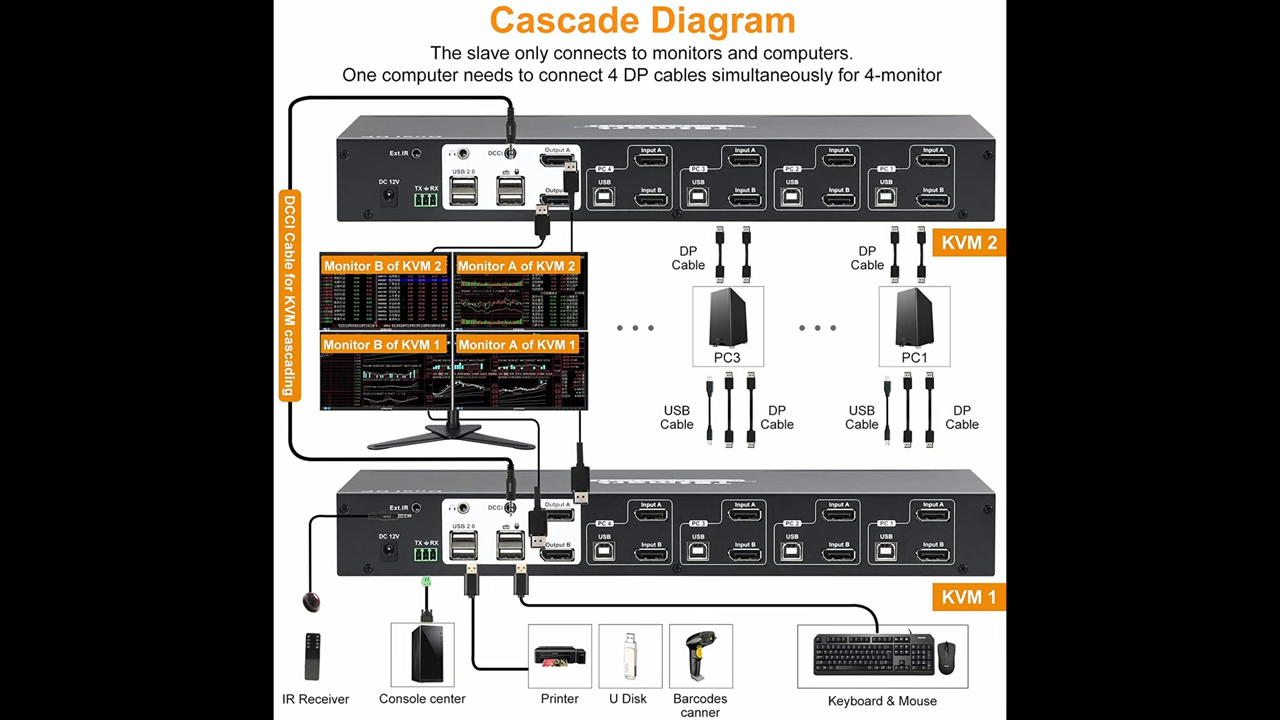 Cascade Diagram
The slave only connects to monitors and computers.
One computer needs to connect 4 DP cables simultaneously for 4-monitor
Ext.IR
DCCI
Output A
DC 12V
USB 2.0
TX RX
PC 4
USB
Input A
Input B
PC 3
USB
Input A
Input B
PC 2
USB
Input A
Input B
PC 1
USB
Input A
Input B
KVM 2
DCCI Cable for KVM cascading
Monitor B of KVM 2
Monitor A of KVM 2
Monitor B of KVM 1
Monitor A of KVM 1
DP
Cable
DP
Cable
PC3
PC1
USB
Cable
DP
Cable
USB
Cable
DP
Cable
Ext.IR
DCCI
Output A
DC 12V
USB 2.0
TX RX
Output B
PC 4
USB
Input A
Input B
PC 3
USB
Input A
Input B
PC 2
USB
Input A
Input B
PC 1
USB
Input A
Input B
KVM 1
IR Receiver
Console center
Printer
U Disk
Barcodes
canner
Keyboard & Mouse